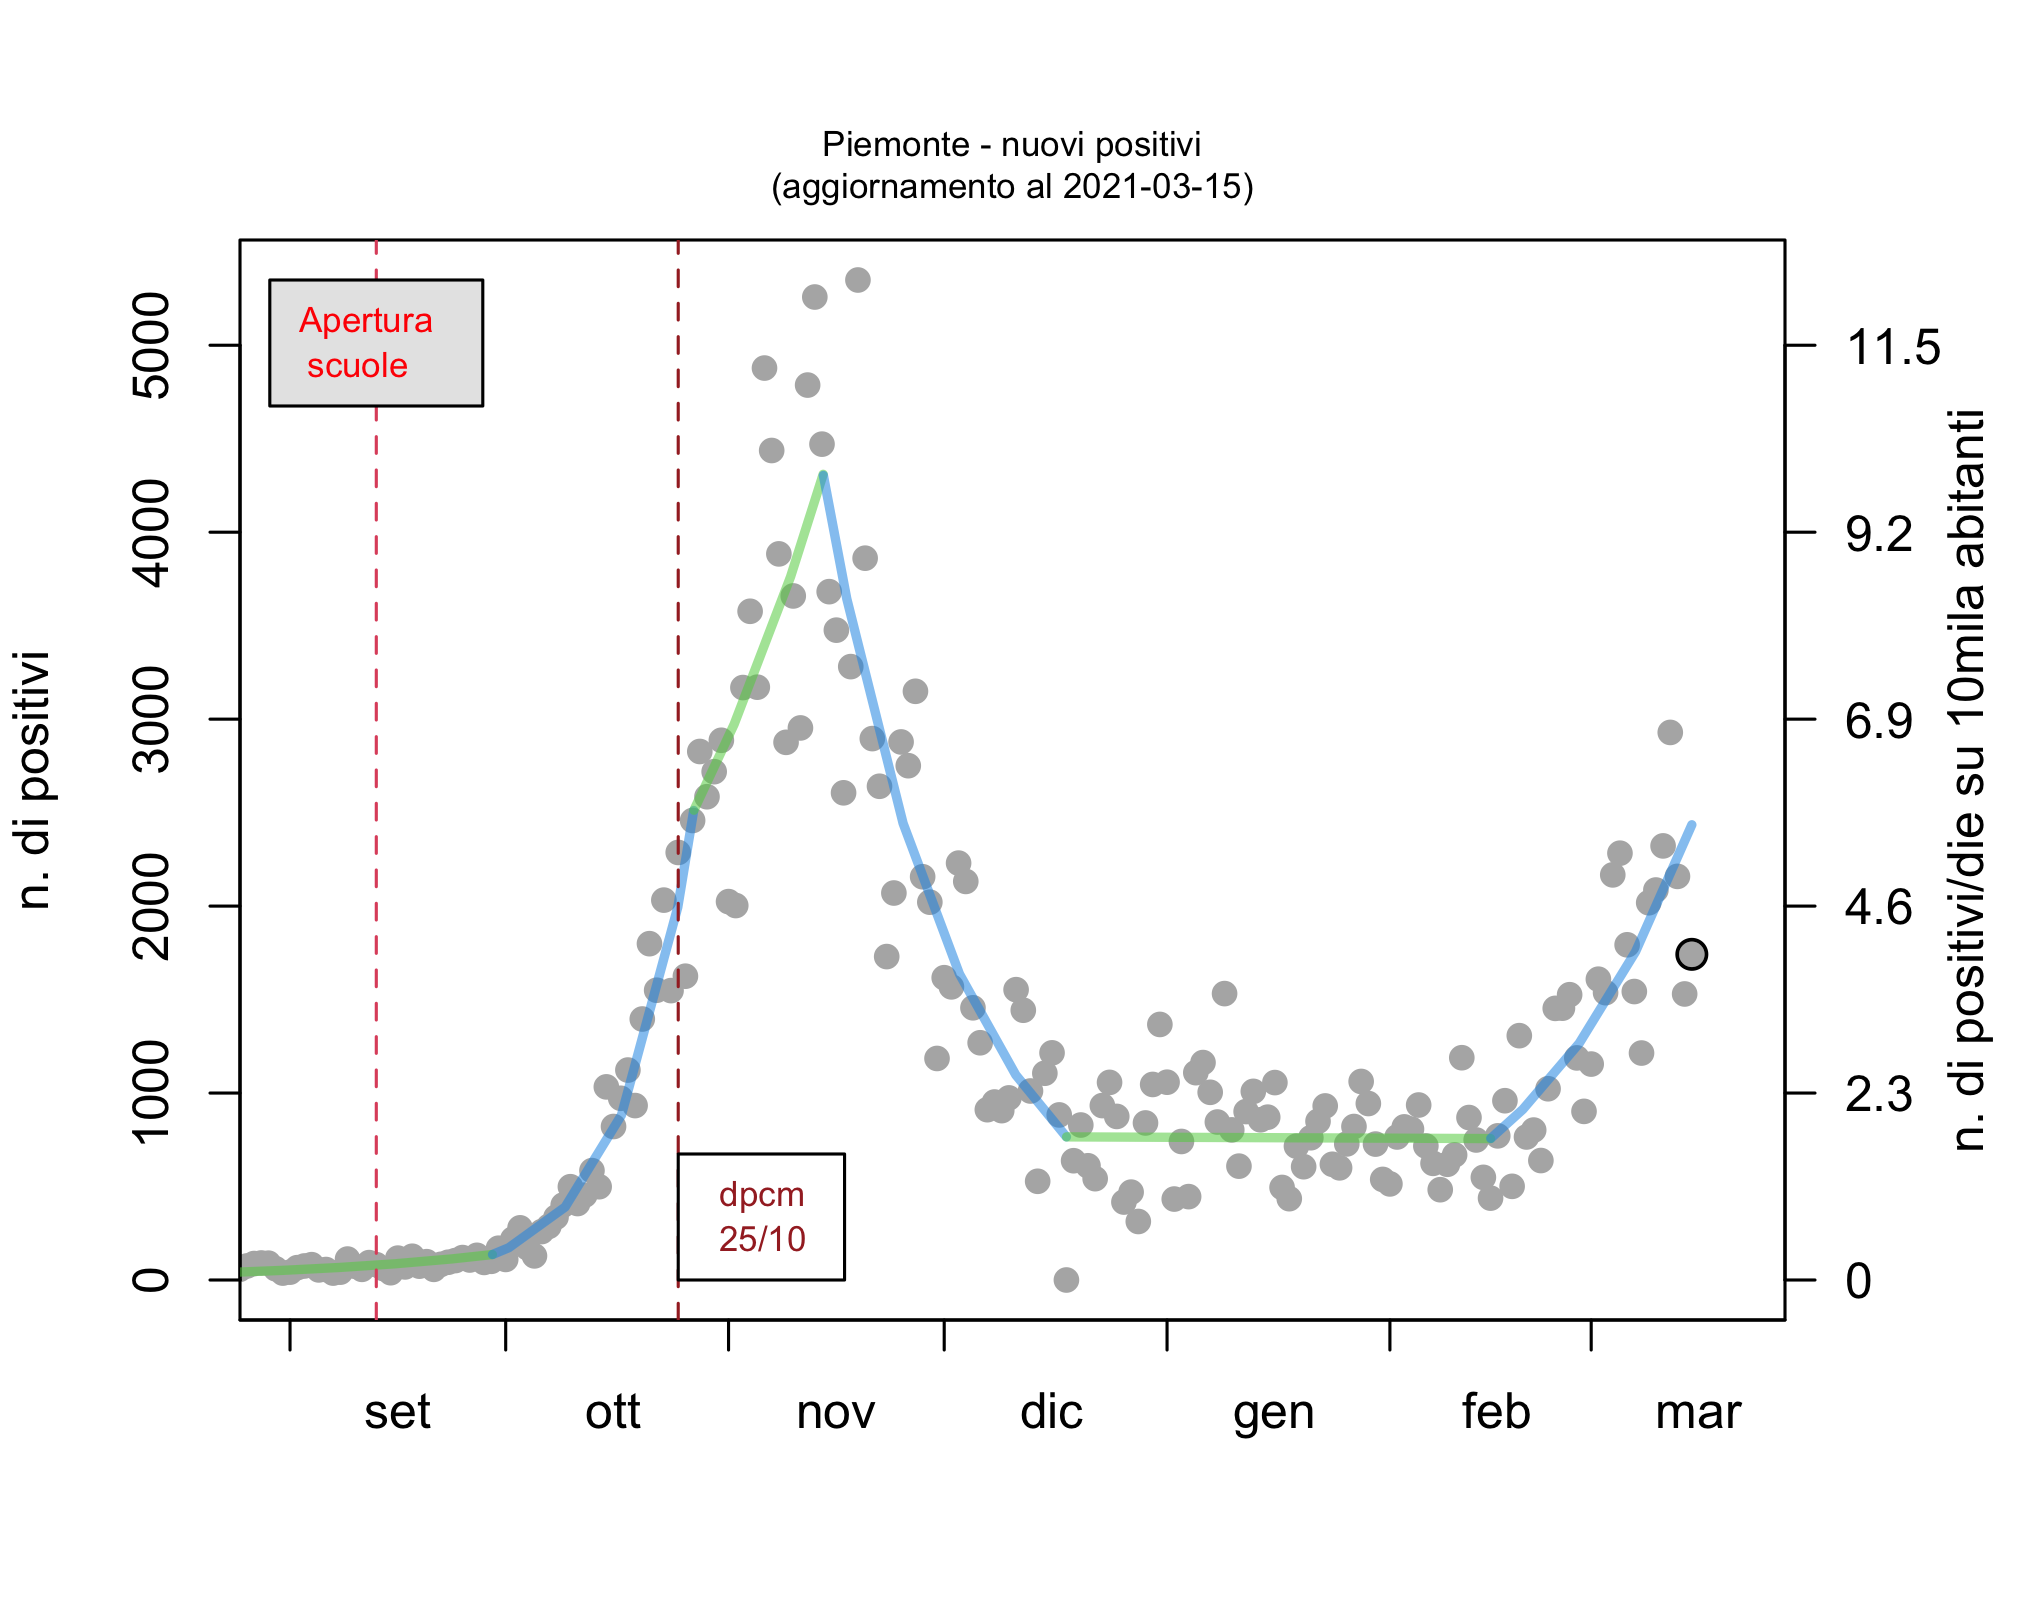 Piemonte - nuovi positivi
(aggiornamento al 2021-03-15)
Apertura
scuole
dpcm
25/10
n. di positivi
0
1000
2000
3000
4000
5000
n. di positivi/die su 10mila abitanti
0
2.3
4.6
6.9
9.2
11.5
set
ott
nov
dic
gen
feb
mar